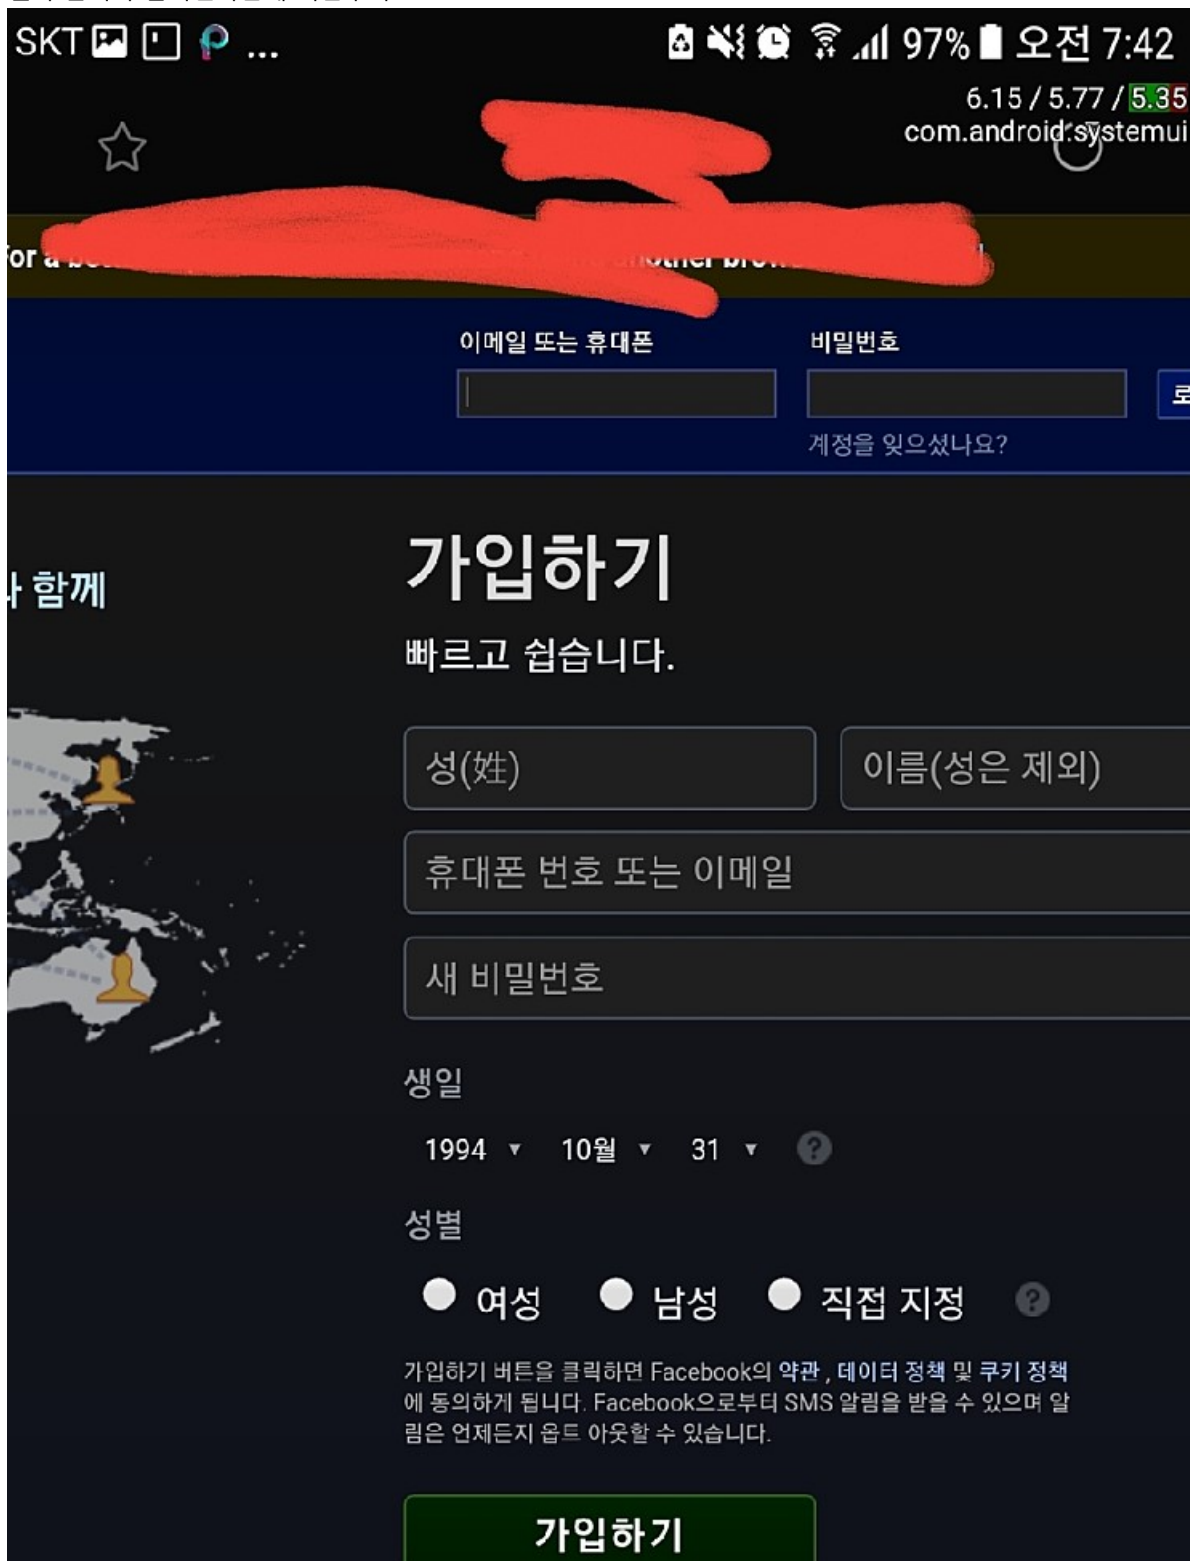 SKT ... 97% 오전 7:42
6.15 / 5.77 / 5.35
com.android.systemui
For a another
이메일 또는 휴대폰 비밀번호
계정을 잊으셨나요?
함께
가입하기
빠르고 쉽습니다.
성(姓) 이름(성은 제외)
휴대폰 번호 또는 이메일
새 비밀번호
생일
1994 10월 31
성별
여성 남성 직접 지정
가입하기 버튼을 클릭하면 Facebook의 약관 , 데이터 정책 및 쿠키 정책
에 동의하게 됩니다. Facebook으로부터 SMS 알림을 받을 수 있으며 알
림은 언제든지 옵트 아웃할 수 있습니다.
가입하기